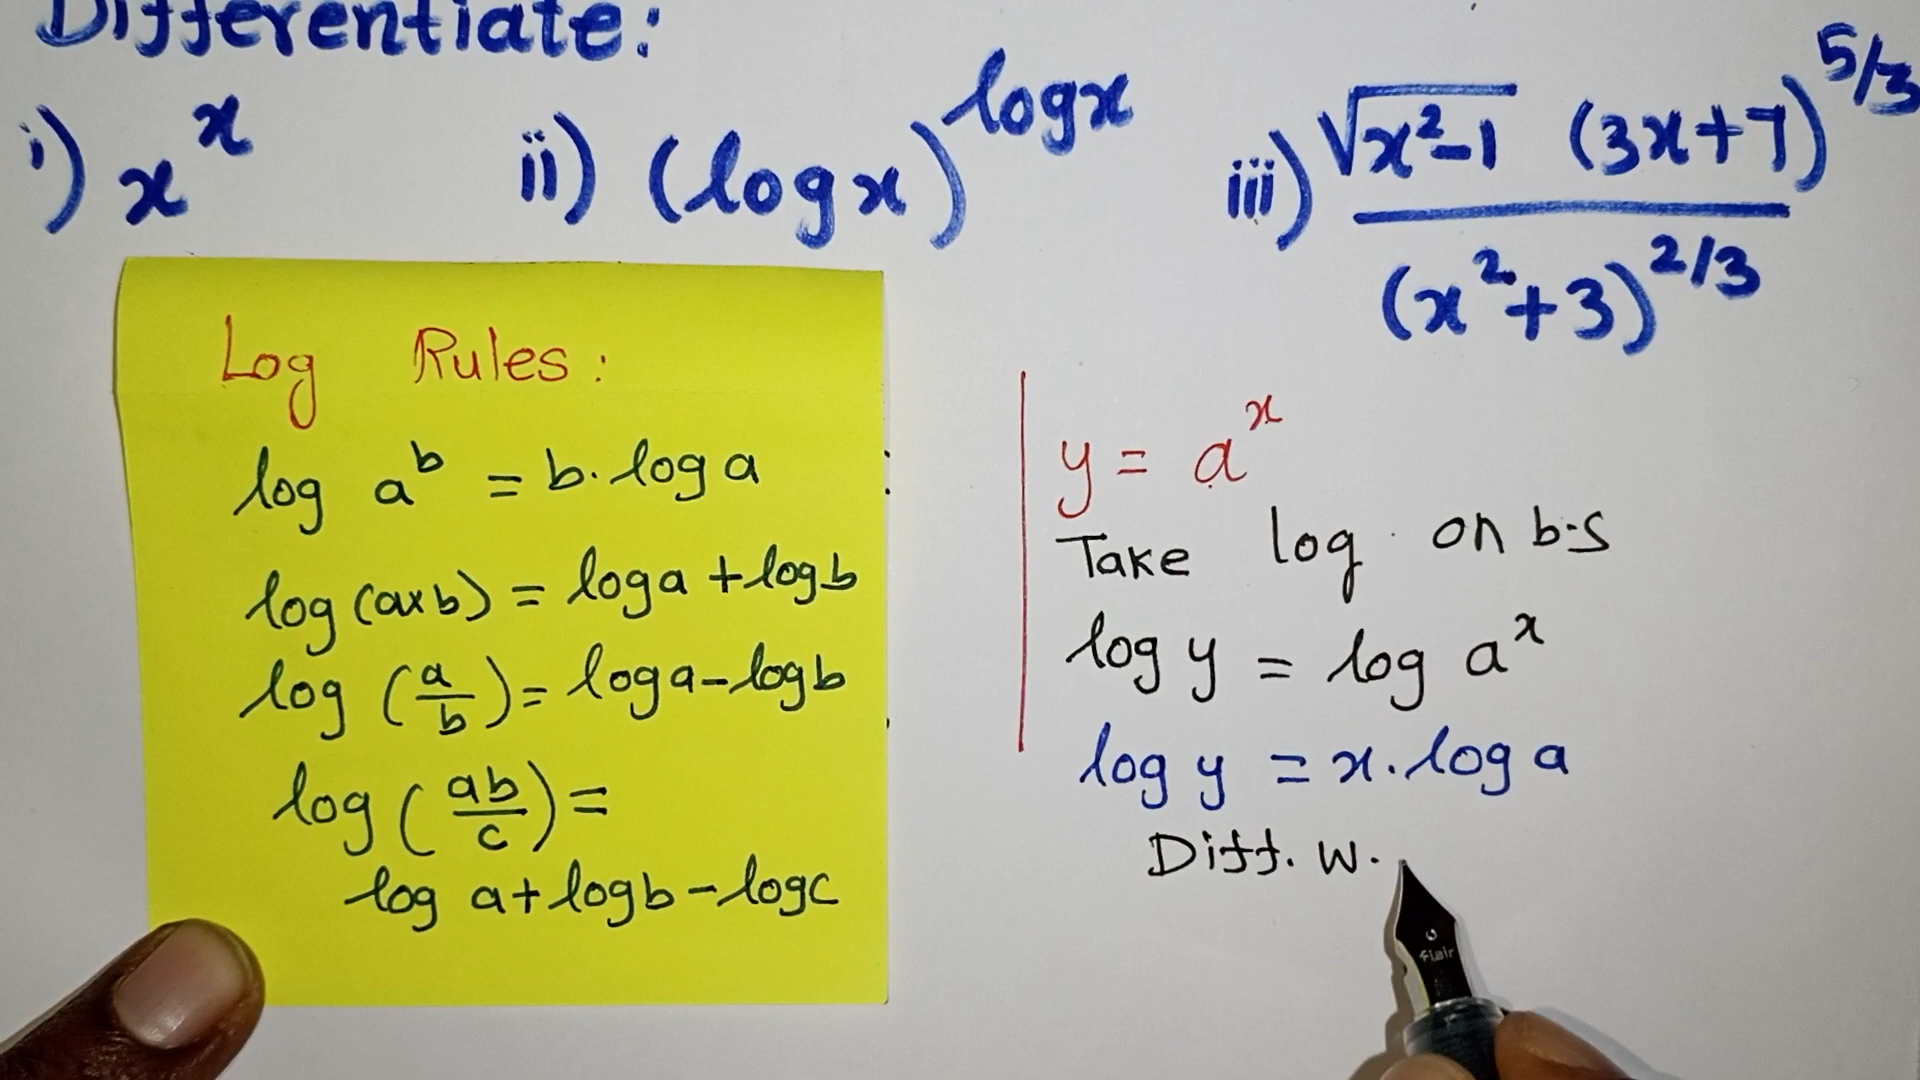 Differentiate:
i) x^x
ii) (log x)^log x
iii) √x²-1 (3x+7)^5/3
(x²+3)^2/3
Log Rules:
log a^b = b. log a
log (a×b) = log a + log b
log (a/b) = log a - log b
log (ab/c) =
log a + log b - log c
y = a^x
Take log on b.s
log y = log a^x
log y = x. log a
Diff. w.
Flair